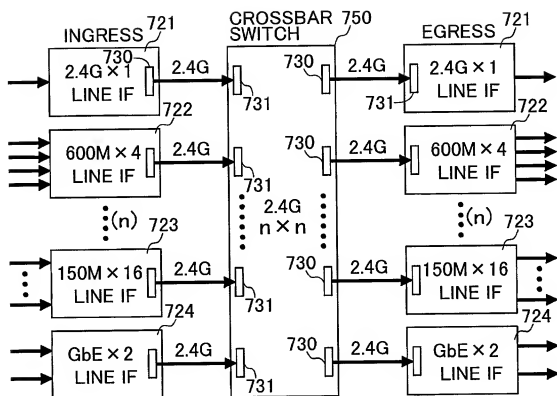 INGRESS 721
730
2.4G×1
LINE IF
2.4G
722
600M×4
LINE IF
2.4G
(n)
723
150M×16
LINE IF
2.4G
724
GbE×2
LINE IF
2.4G
CROSSBAR
SWITCH
750
731
730
731
730
2.4G
n×n
731
730
731
730
EGRESS 721
2.4G
2.4G×1
LINE IF
731
722
2.4G
600M×4
LINE IF
(n)
723
2.4G
150M×16
LINE IF
724
2.4G
GbE×2
LINE IF